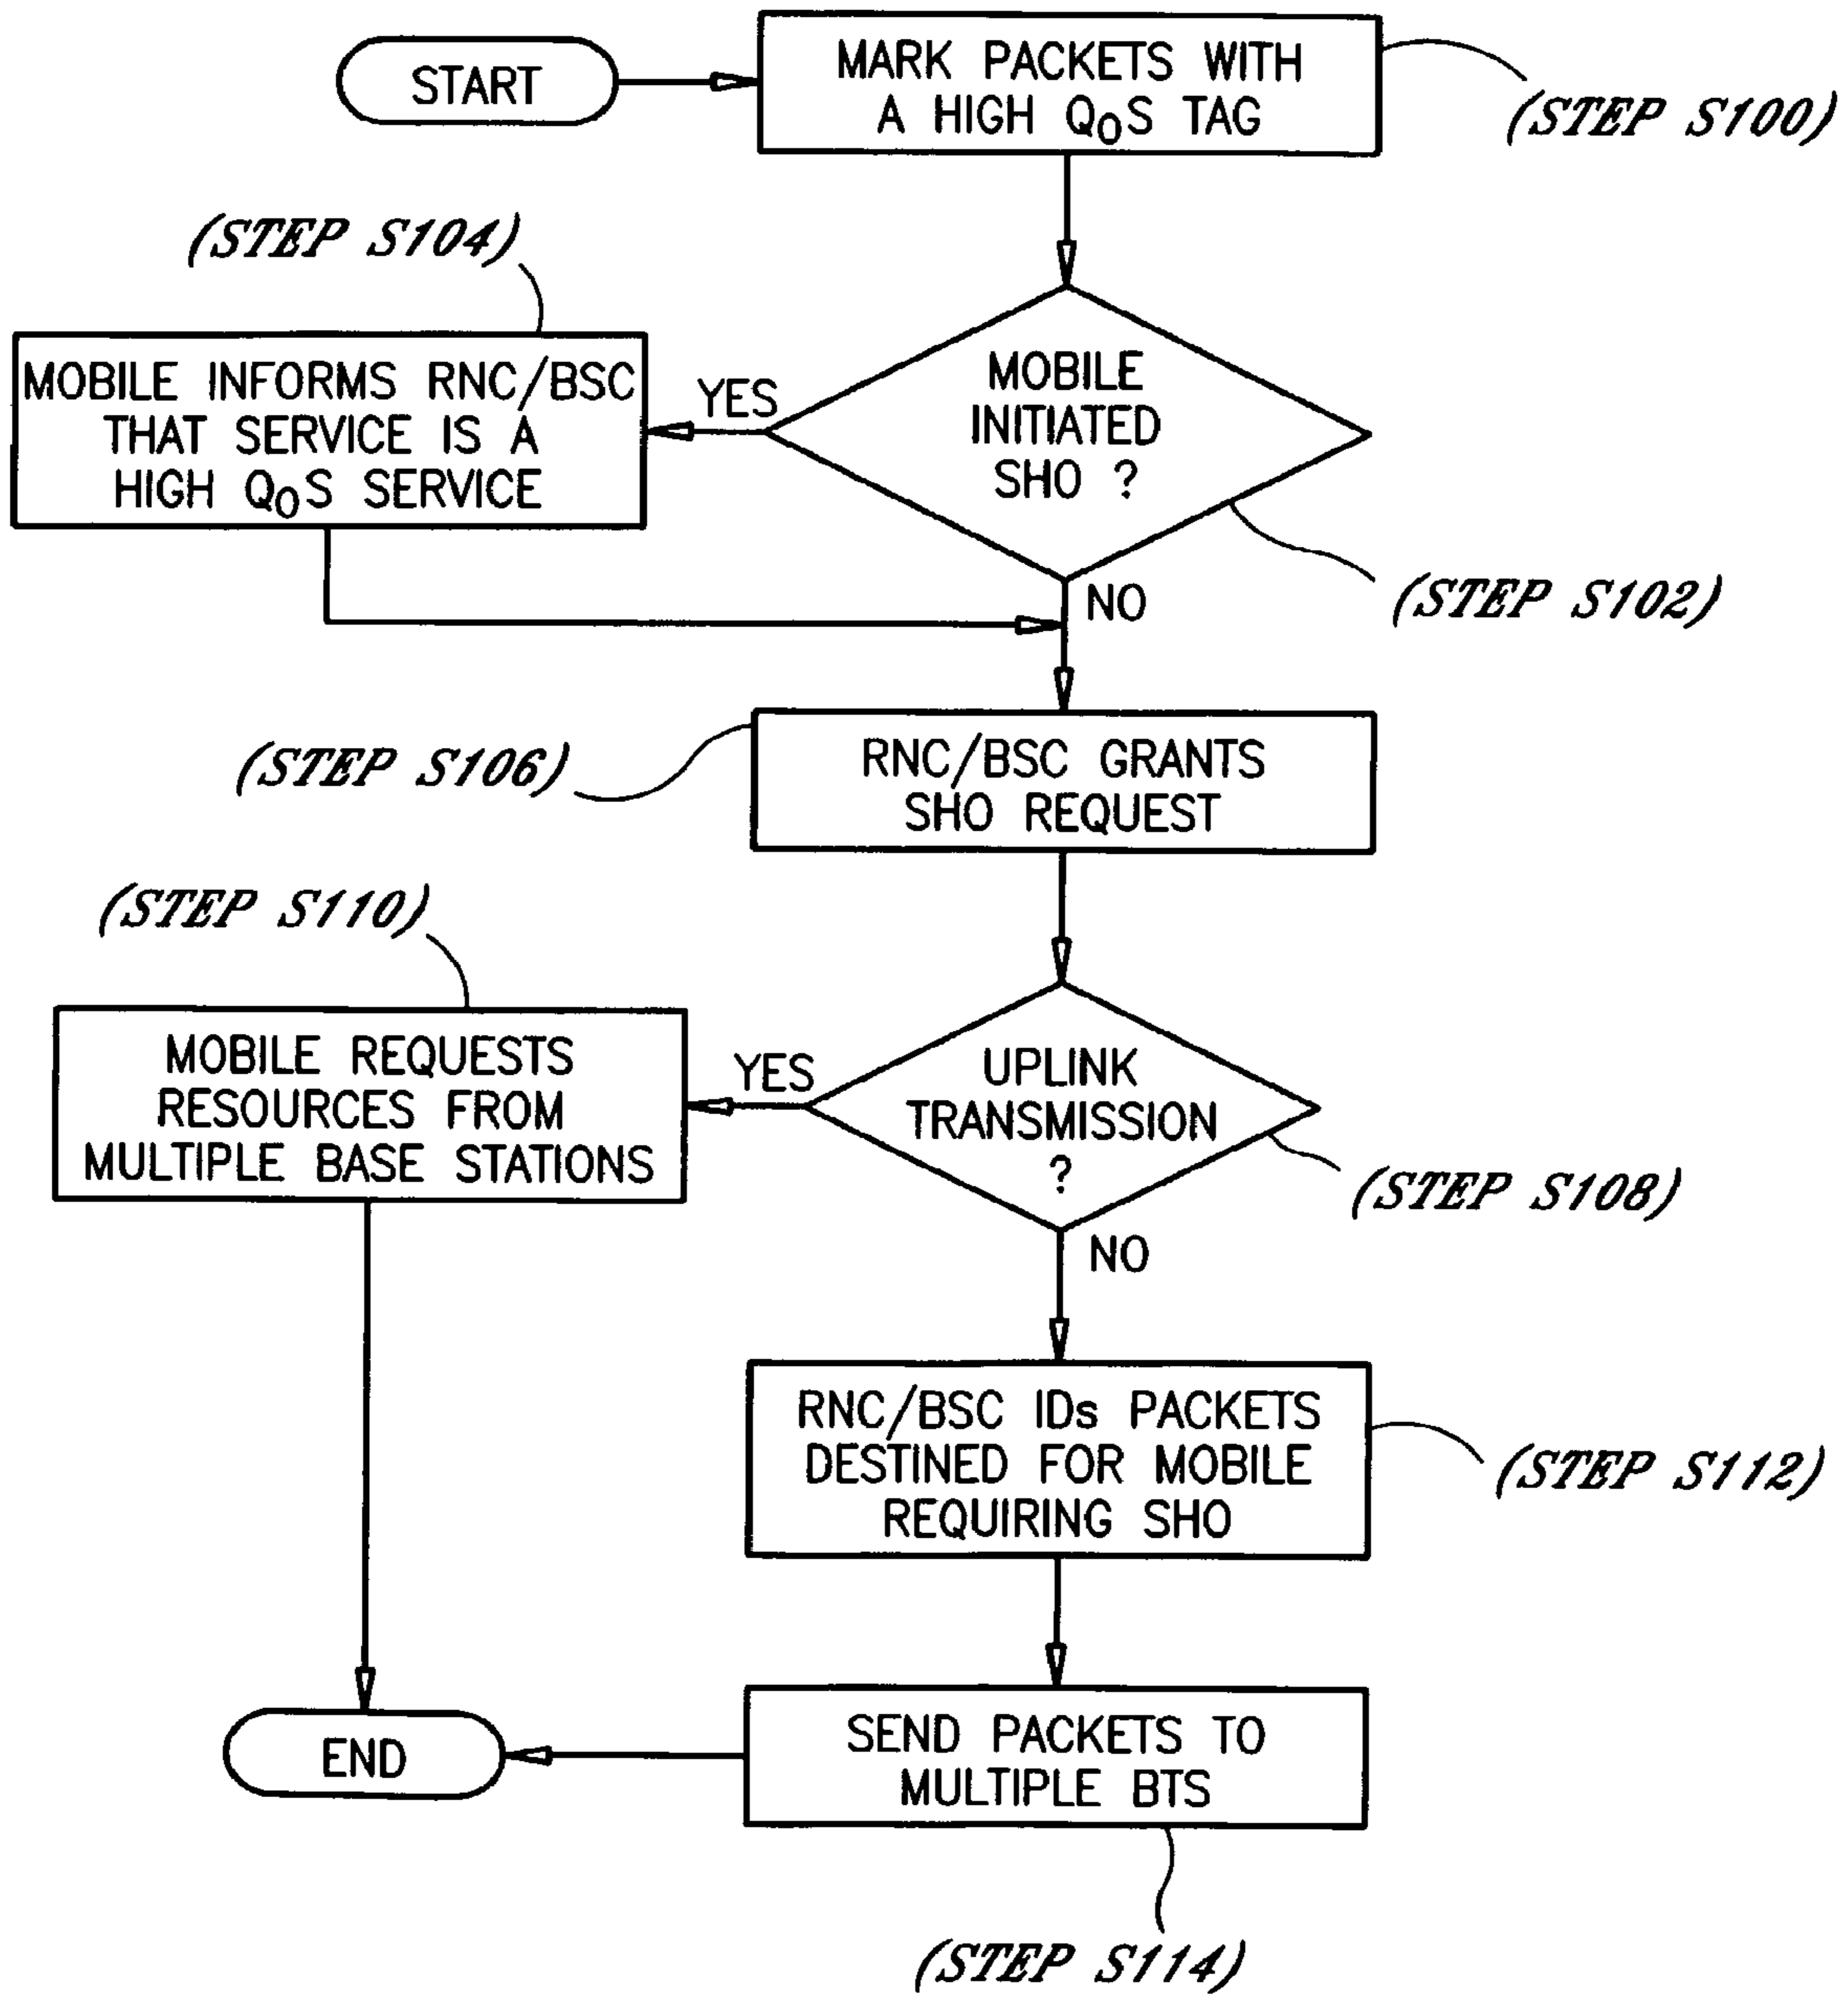 START
MARK PACKETS WITH
A HIGH QoS TAG
(STEP S100)
(STEP S104)
MOBILE INFORMS RNC/BSC
THAT SERVICE IS A
HIGH QoS SERVICE
YES
MOBILE
INITIATED
SHO ?
(STEP S102)
NO
(STEP S106)
RNC/BSC GRANTS
SHO REQUEST
(STEP S110)
MOBILE REQUESTS
RESOURCES FROM
MULTIPLE BASE STATIONS
YES
UPLINK
TRANSMISSION
?
(STEP S108)
NO
RNC/BSC IDs PACKETS
DESTINED FOR MOBILE
REQUIRING SHO
(STEP S112)
END
SEND PACKETS TO
MULTIPLE BTS
(STEP S114)